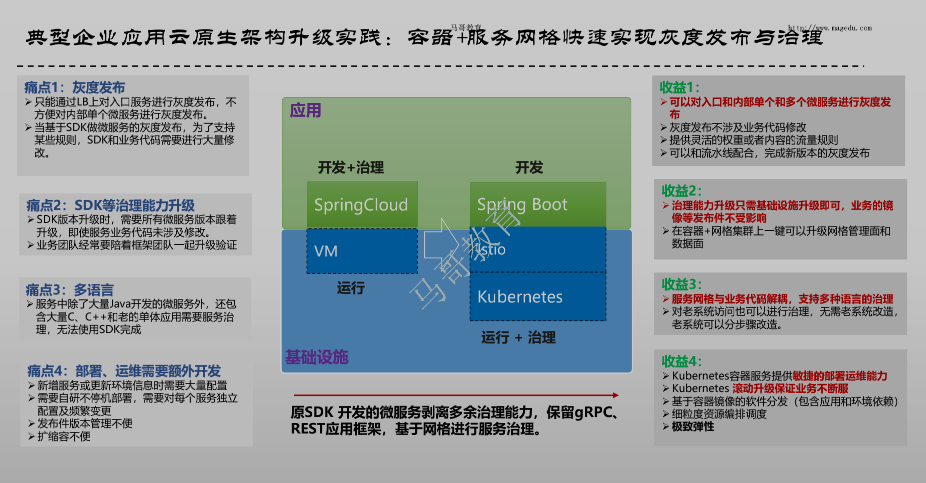 马哥教育
http://www.magedu.com
典型企业应用云原生架构升级实践：容器+服务网格快速实现灰度发布与治理
痛点1：灰度发布
➢只能通过LB上对入口服务进行灰度发布，不
方便对内部单个微服务进行灰度发布。
➢当基于SDK做微服务的灰度发布，为了支持
某些规则，SDK和业务代码需要进行大量修
改。
痛点2：SDK等治理能力升级
➢SDK版本升级时，需要所有微服务版本跟着
升级，即使服务业务代码未涉及修改。
➢业务团队经常要陪着框架团队一起升级验证
痛点3：多语言
➢服务中除了大量Java开发的微服务外，还包
含大量C、C++和老的单体应用需要服务治
理，无法使用SDK完成
痛点4：部署、运维需要额外开发
➢新增服务或更新环境信息时需要大量配置
➢需要自研不停机部署，需要对每个服务独立
配置及频繁变更
➢发布件版本管理不便
➢扩缩容不便
应用
开发+治理
开发
SpringCloud
Spring Boot
VM
Istio
运行
Kubernetes
运行 + 治理
基础设施
马哥教育
原SDK 开发的微服务剥离多余治理能力，保留gRPC、
REST应用框架，基于网格进行服务治理。
收益1：
➢可以对入口和内部单个和多个微服务进行灰度发
布
➢灰度发布不涉及业务代码修改
➢提供灵活的权重或者内容的流量规则
➢可以和流水线配合，完成新版本的灰度发布
收益2：
➢治理能力升级只需基础设施升级即可，业务的镜
像等发布件不受影响
➢在容器+网格集群上一键可以升级网格管理面和
数据面
收益3：
➢服务网格与业务代码解耦，支持多种语言的治理
➢对老系统访问也可以进行治理，无需老系统改造，
老系统可以分步骤改造。
收益4：
➢Kubernetes容器服务提供敏捷的部署运维能力
➢Kubernetes 滚动升级保证业务不断服
➢基于容器镜像的软件分发（包含应用和环境依赖）
➢细粒度资源编排调度
➢极致弹性